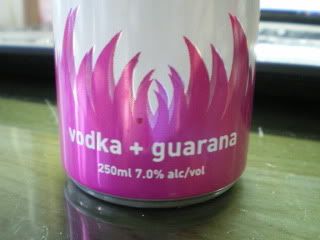 vodka + guarana
250ml 7.0% alc/vol